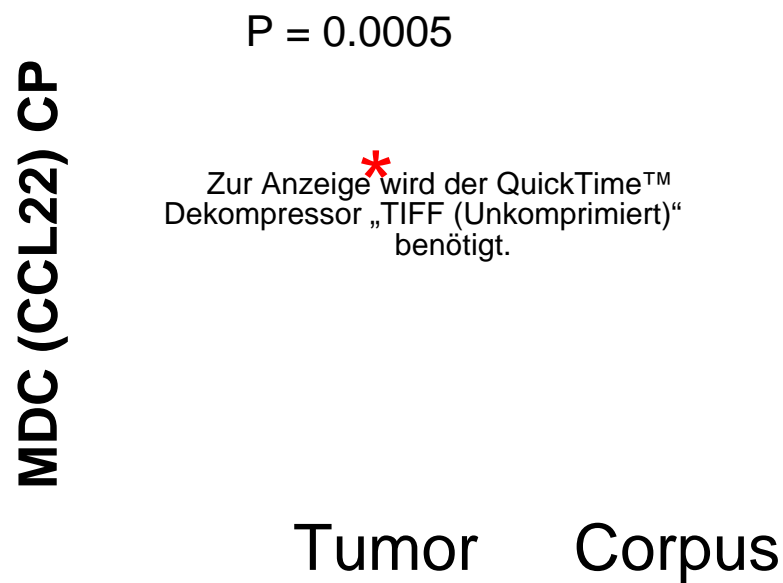 P = 0.0005
MDC (CCL22) CP
*
Zur Anzeige wird der QuickTime™
Dekompressor „TIFF (Unkomprimiert)“
benötigt.
Tumor Corpus